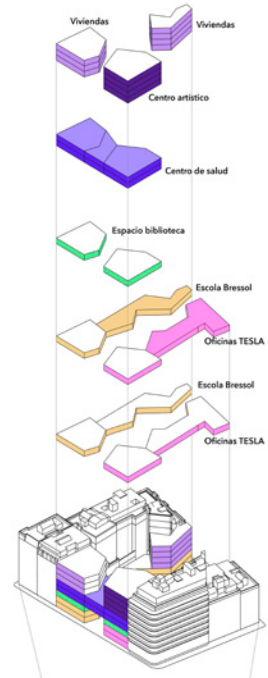 Viviendas
Viviendas
Centro artístico
Centro de salud
Espacio biblioteca
Escola Bressol
Oficinas TESLA
Escola Bressol
Oficinas TESLA